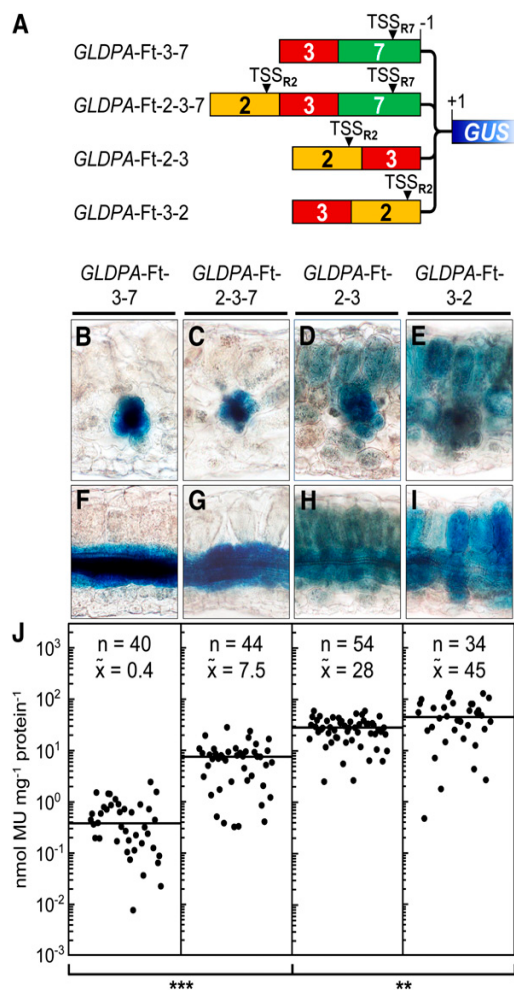 A
TSSR7 -1
GLDPA-Ft-3-7 3 7
TSSR2 TSSR7
GLDPA-Ft-2-3-7 2 3 7 +1
GUS
TSSR2
GLDPA-Ft-2-3 2 3
TSSR2
GLDPA-Ft-3-2 3 2
GLDPA-Ft- GLDPA-Ft- GLDPA-Ft- GLDPA-Ft-
3-7 2-3-7 2-3 3-2
B C D E
F G H I
J
n = 40 n = 44 n = 54 n = 34
x̃ = 0.4 x̃ = 7.5 x̃ = 28 x̃ = 45
nmol MU mg⁻¹ protein⁻¹
10³
10²
10¹
10⁰
10⁻¹
10⁻²
10⁻³
*** **